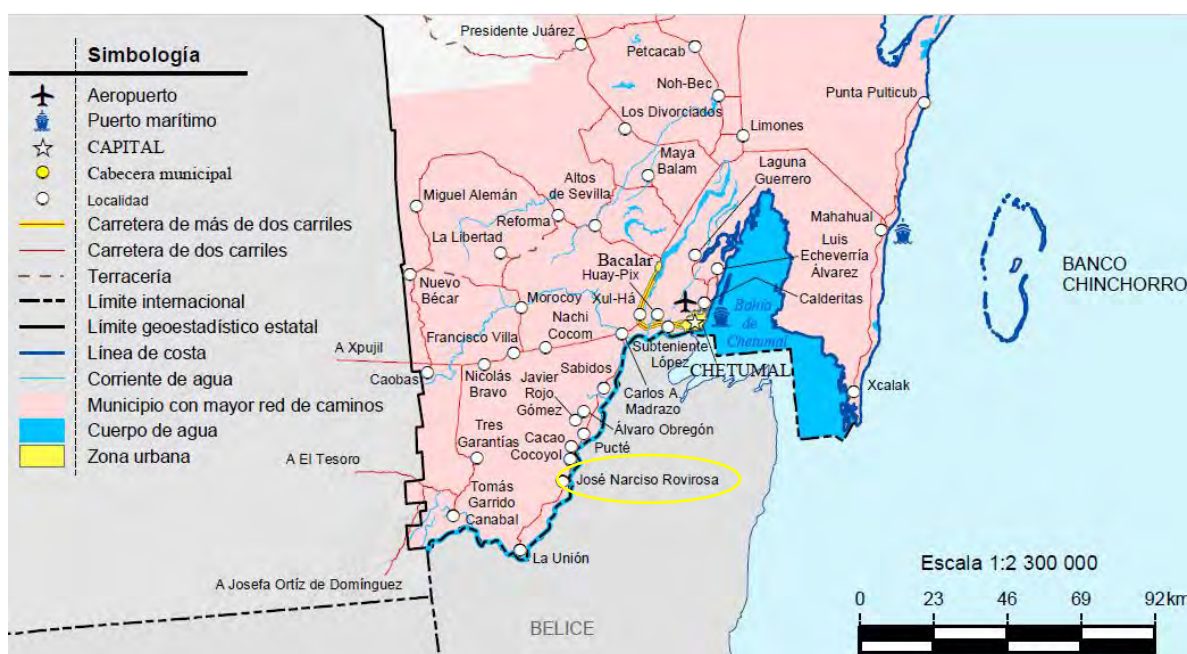 Simbología
Aeropuerto
Puerto marítimo
CAPITAL
Cabecera municipal
Localidad
Carretera de más de dos carriles
Carretera de dos carriles
Terracería
Límite internacional
Límite geoestadístico estatal
Línea de costa
Corriente de agua
Municipio con mayor red de caminos
Cuerpo de agua
Zona urbana
Presidente Juárez
Petcacab
Noh-Bec
Los Divorciados
Punta Pulticub
Limones
Maya
Balam
Laguna
Guerrero
Altos
de Sevilla
Miguel Alemán
Reforma
La Libertad
Mahahual
Luis
Echeverría
Álvarez
BANCO
CHINCHORRO
Bacalar
Huay-Pix
Xul-Há
Calderitas
Nuevo
Bécar
Morocoy
Nachi
Cocom
Bahía
de
Chetumal
Francisco Villa
Subteniente
López
CHETUMAL
A Xpujil
Caobas
Nicolás
Bravo
Javier
Rojo
Gómez
Sabidos
Carlos A
Madrazo
Xcalak
Álvaro Obregón
Tres
Garantías
Cacao
Cocoyol
Pucté
A El Tesoro
José Narciso Rovirosa
Tomás
Garrido
Canabal
La Unión
A Josefa Ortíz de Domínguez
BELICE
Escala 1:2 300 000
0 23 46 69 92km